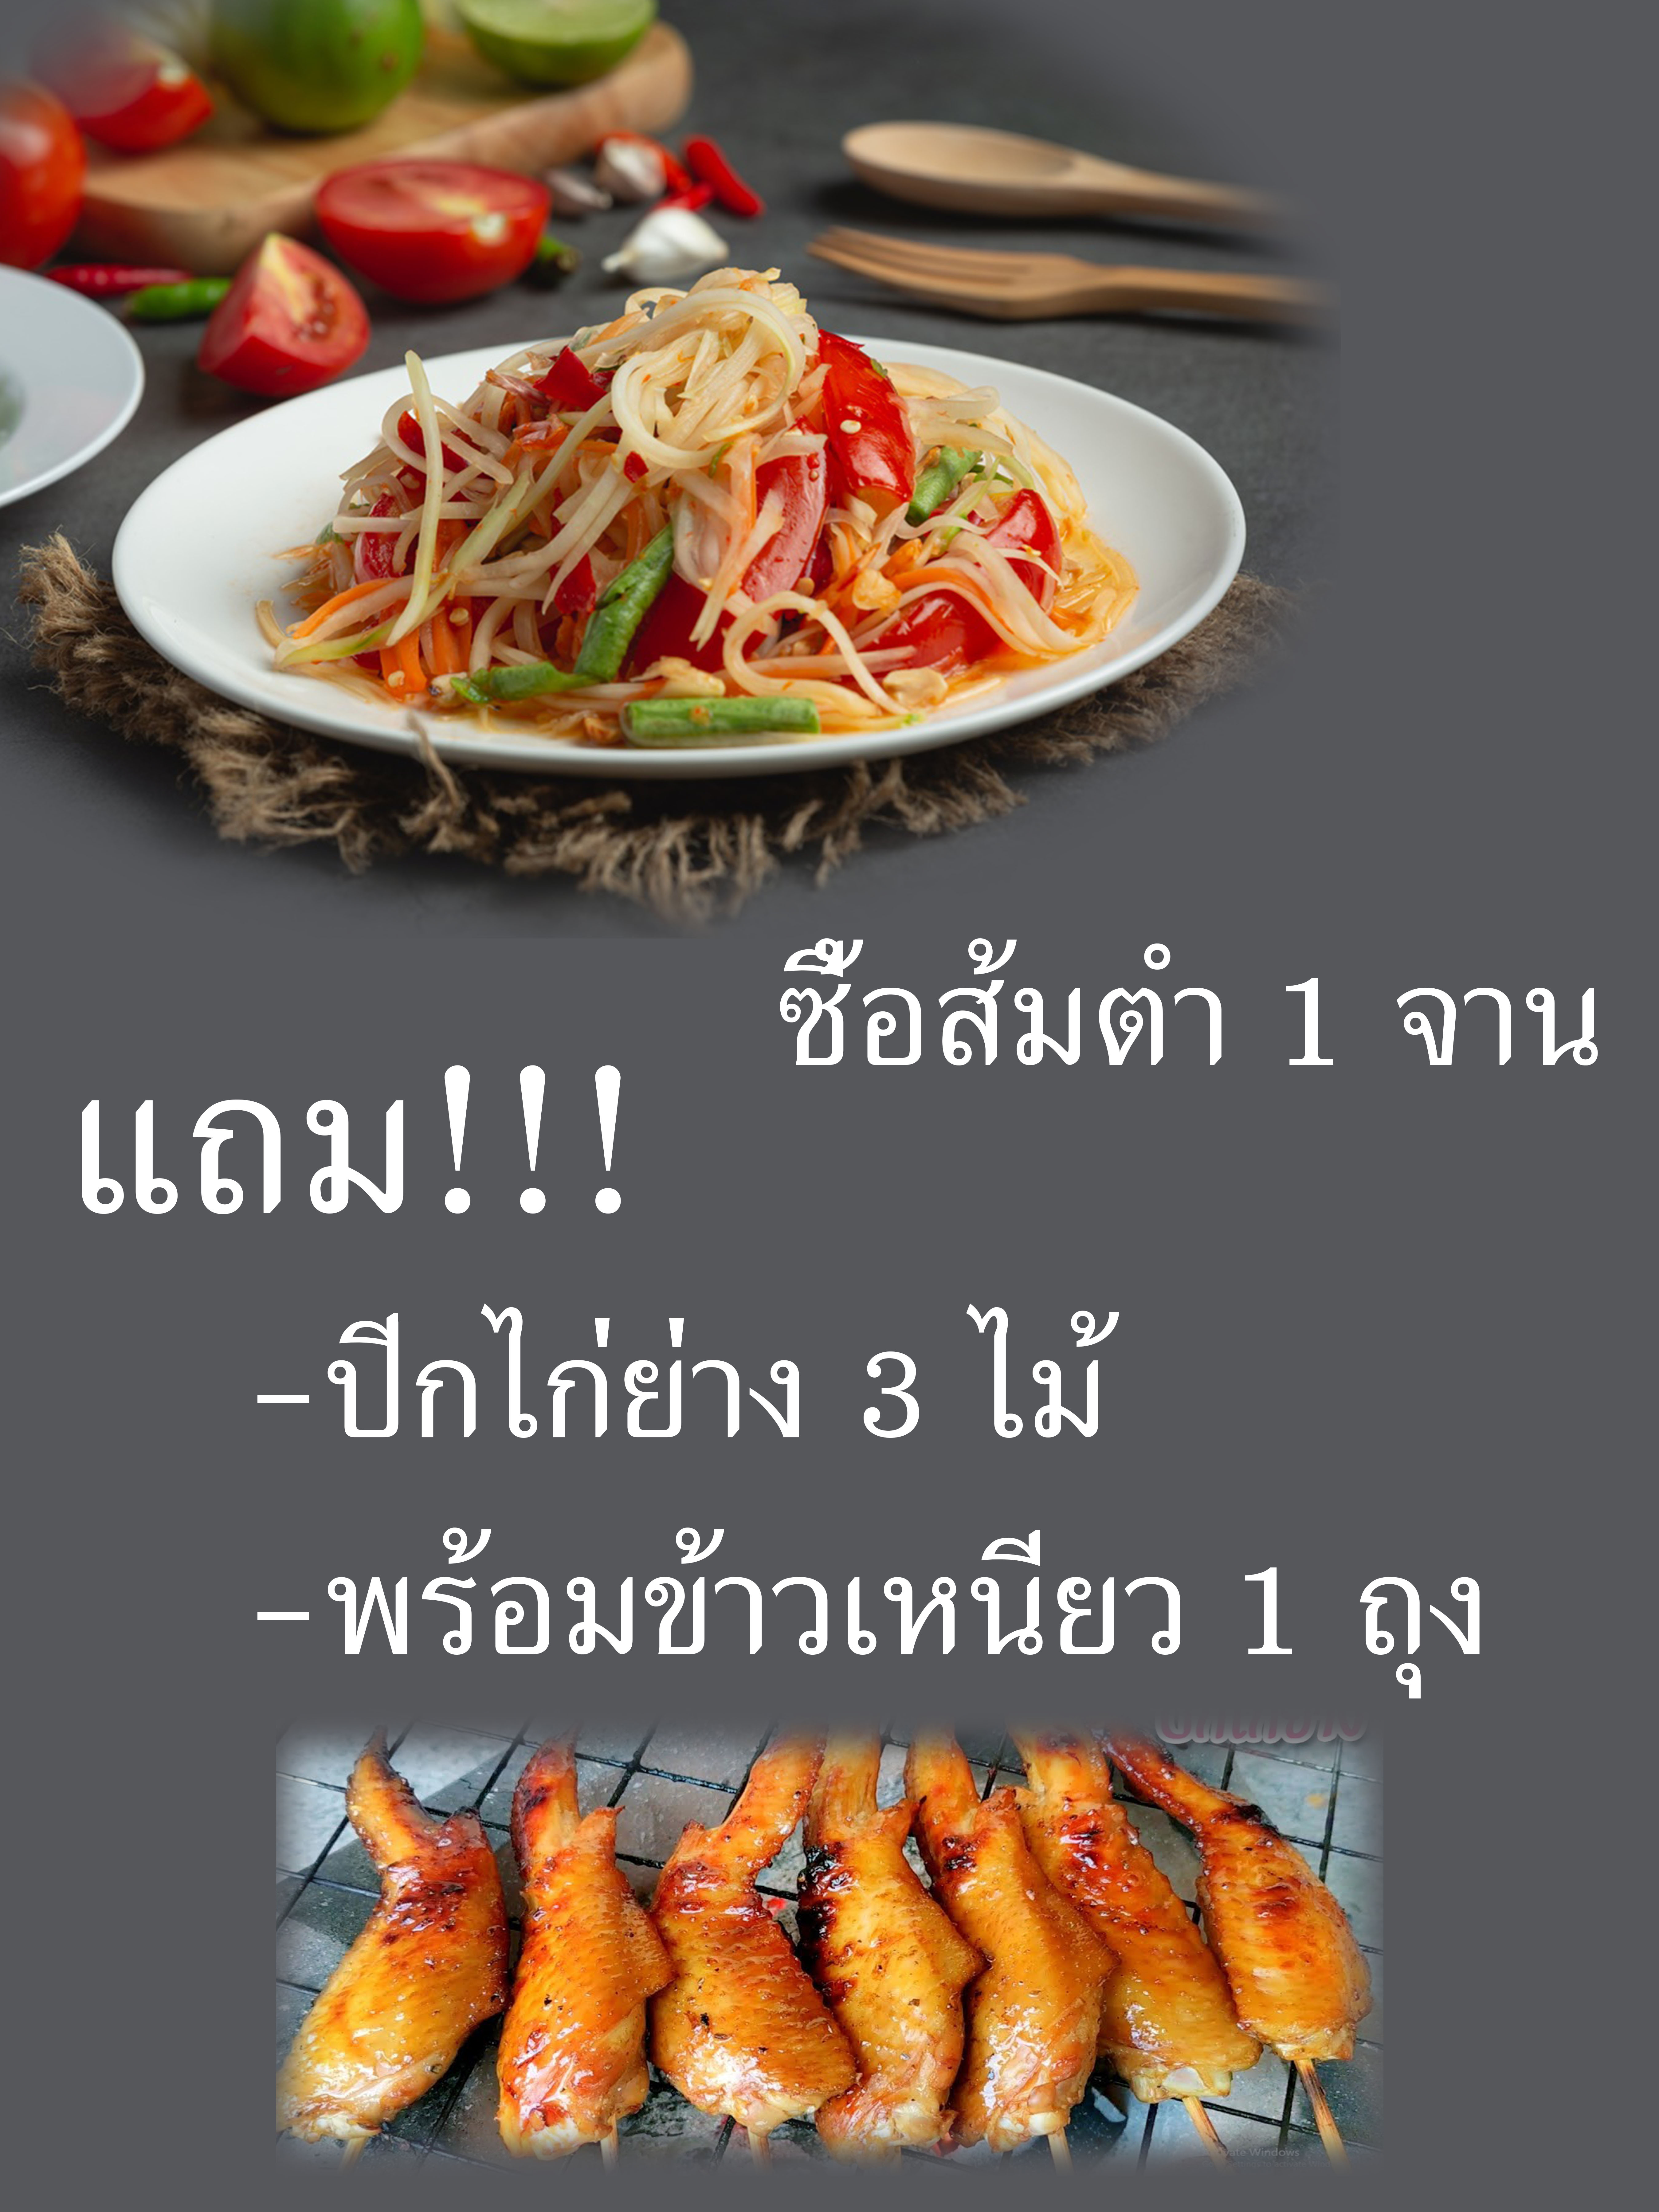 ซื้อส้มตำ 1 จาน
แถม!!!
-ปีกไก่ย่าง 3 ไม้
-พร้อมข้าวเหนียว 1 ถุง